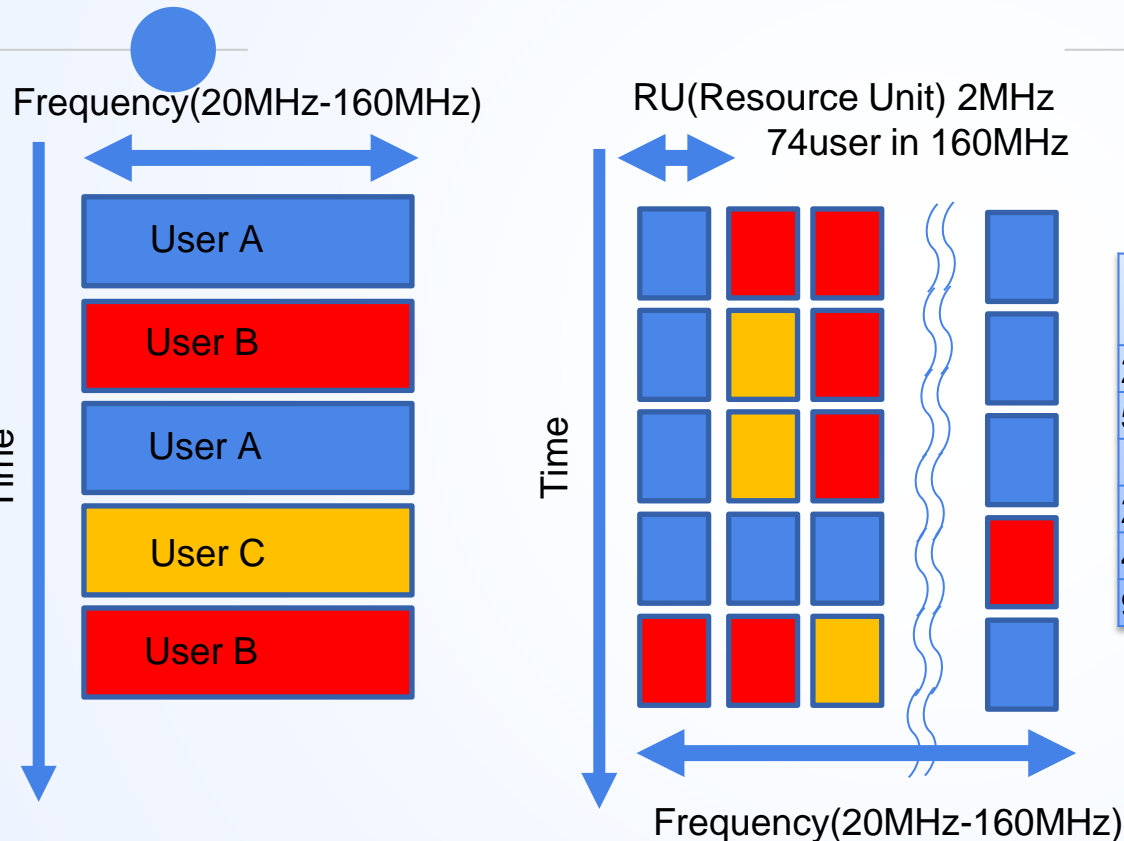 Frequency(20MHz-160MHz)
User A
User B
User A
User C
User B
RU(Resource Unit) 2MHz
74user in 160MHz
Time
Frequency(20MHz-160MHz)